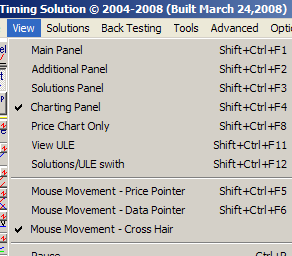 Timing Solution © 2004-2008 (Built March 24,2008)
View Solutions Back Testing Tools Advanced
Main Panel Shift+Ctrl+F1
Additional Panel Shift+Ctrl+F2
Solutions Panel Shift+Ctrl+F3
Charting Panel Shift+Ctrl+F4
Price Chart Only Shift+Ctrl+F8
View ULE Shift+Ctrl+F11
Solutions/ULE swith Shift+Ctrl+F12
Mouse Movement - Price Pointer Shift+Ctrl+F5
Mouse Movement - Data Pointer Shift+Ctrl+F6
Mouse Movement - Cross Hair